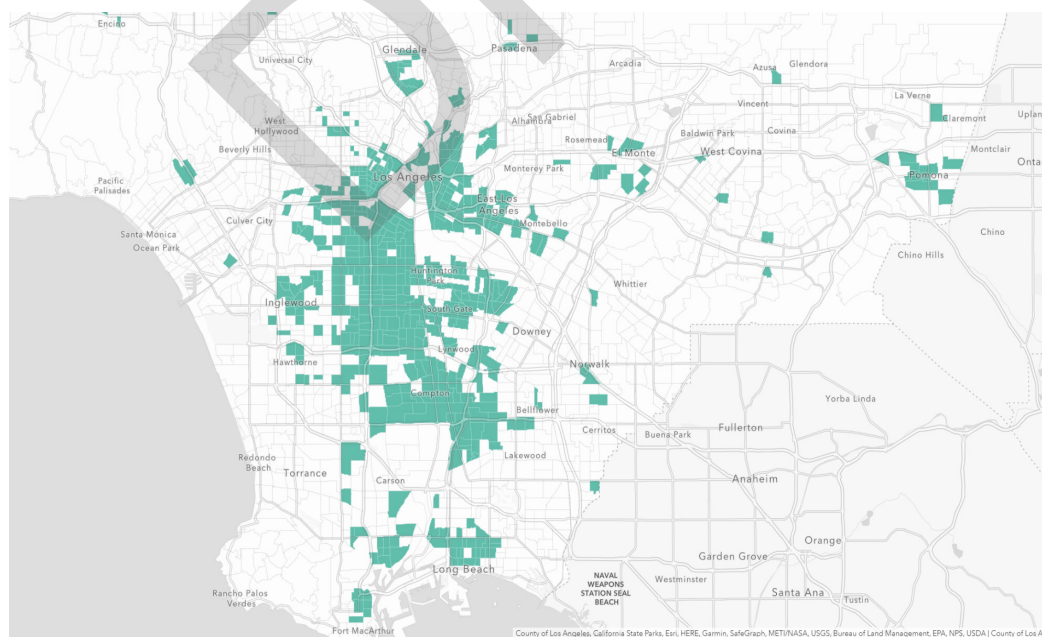 Encino
Glendale
Pasadena
Universal City
Arcadia
Azusa
Glendora
La Verne
Vincent
West
Hollywood
San Gabriel
Alhambra
Claremont
Uplan
Rosemead
Baldwin Park
Covina
Beverly Hills
El Monte
West Covina
Montclair
Monterey Park
Onta
Los Angeles
Pomona
Pacific
Palisades
East Los
Angeles
Culver City
Montebello
Santa Monica
Chino
Ocean Park
Chino Hills
Huntington
Park
Whittier
Inglewood
South Gate
Downey
Lynwood
Hawthorne
Norwalk
Compton
Yorba Linda
Bellflower
Cerritos
Buena Park
Fullerton
Redondo
Beach
Lakewood
Torrance
Carson
Anaheim
Orange
Garden Grove
Long Beach
NAVAL
WEAPONS
STATION SEAL
BEACH
Westminster
Rancho Palos
Verdes
Santa Ana
Tustin
Fort MacArthur
County of Los Angeles, California State Parks, Esri, HERE, Garmin, SafeGraph, METI/NASA, USGS, Bureau of Land Management, EPA, NPS, USDA | County of Los A